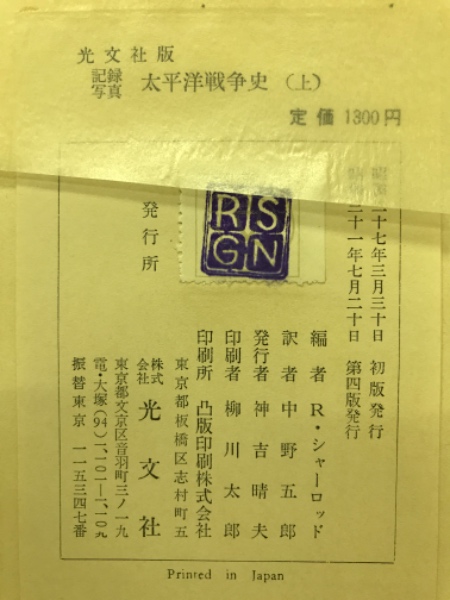 光文社版
記録
写真 太平洋戦争史(上)
定価 1300円
二十七年三月三十日 初版発行
十一年七月二十日 第四版発行
編者 R・シャーロッド
訳者 中野五郎
発行者 神吉晴夫
印刷者 柳川太郎
印刷所 凸版印刷株式会社
東京都板橋区志村町五
RS
GN
発行所
株式会社 光文社
東京都文京区音羽町三ノ一九
電・大塚(94)一、一〇一―一、一〇九
振替東京 一一五三四七番
Printed in Japan